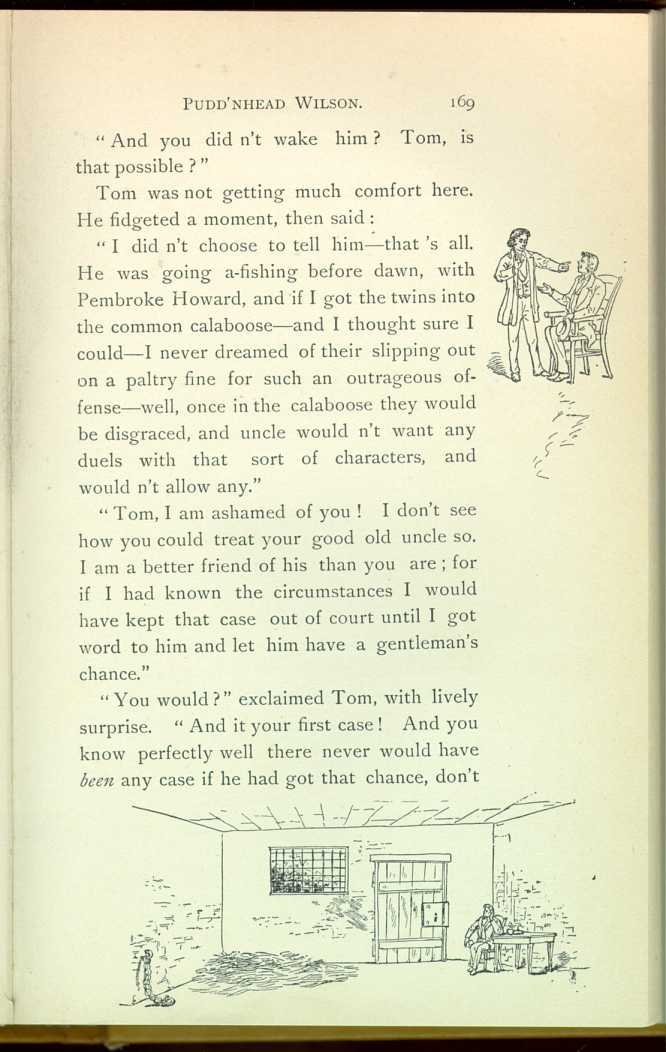 PUDD'NHEAD WILSON. 169
“ And you did n't wake him? Tom, is
that possible?”
Tom was not getting much comfort here.
He fidgeted a moment, then said:
“ I did n't choose to tell him—that 's all.
He was going a-fishing before dawn, with
Pembroke Howard, and if I got the twins into
the common calaboose—and I thought sure I
could—I never dreamed of their slipping out
on a paltry fine for such an outrageous of-
fense—well, once in the calaboose they would
be disgraced, and uncle would n't want any
duels with that sort of characters, and
would n't allow any.”
“ Tom, I am ashamed of you! I don't see
how you could treat your good old uncle so.
I am a better friend of his than you are; for
if I had known the circumstances I would
have kept that case out of court until I got
word to him and let him have a gentleman's
chance.”
“ You would?” exclaimed Tom, with lively
surprise. “ And it your first case! And you
know perfectly well there never would have
been any case if he had got that chance, don't